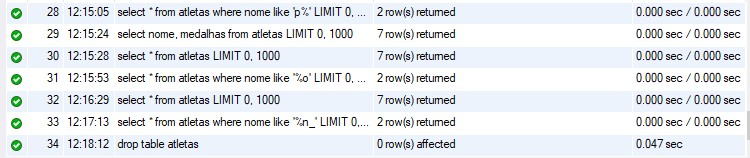 28 12:15:05 select * from atletas where nome like 'p%' LIMIT 0, ... 2 row(s) returned 0.000 sec / 0.000 sec
29 12:15:24 select nome, medalhas from atletas LIMIT 0, 1000 7 row(s) returned 0.000 sec / 0.000 sec
30 12:15:28 select * from atletas LIMIT 0, 1000 7 row(s) returned 0.000 sec / 0.000 sec
31 12:15:53 select * from atletas where nome like '%o' LIMIT 0, ... 2 row(s) returned 0.000 sec / 0.000 sec
32 12:16:29 select * from atletas LIMIT 0, 1000 7 row(s) returned 0.000 sec / 0.000 sec
33 12:17:13 select * from atletas where nome like '%n_' LIMIT 0,... 2 row(s) returned 0.000 sec / 0.000 sec
34 12:18:12 drop table atletas 0 row(s) affected 0.047 sec